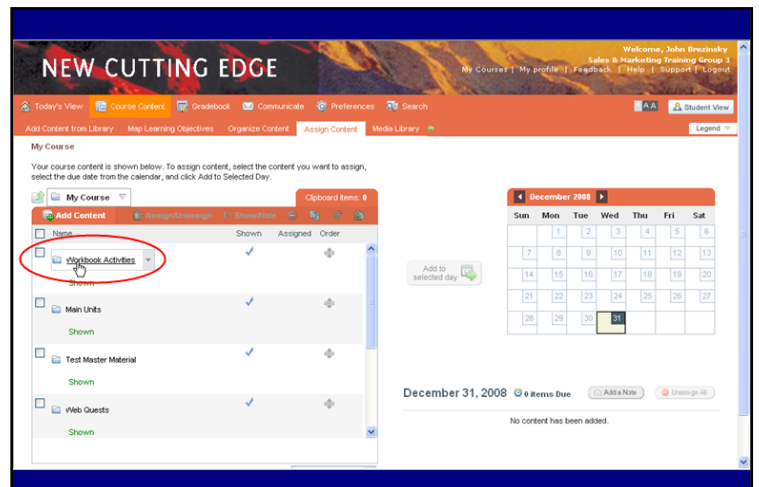 NEW CUTTING EDGE
Welcome, John Brezinsky
Sales & Marketing Training Group 3
My Courses | My profile | Feedback | Help | Support | Logout
Today's View Course Content Gradebook Communicate Preferences Search A A Student View
Add Content from Library Map Learning Objectives Organize Content Assign Content Media Library Legend
My Course
Your course content is shown below. To assign content, select the content you want to assign,
select the due date from the calendar, and click Add to Selected Day.
My Course Clipboard Items: 0
Add Content Assign/Unassign Show/Hide
Name Shown Assigned Order
Workbook Activities
Shown
Main Units
Shown
Test Master Material
Shown
Web Quests
Shown
Add to
selected day
December 2008
Sun Mon Tue Wed Thu Fri Sat
1 2 3 4 5 6
7 8 9 10 11 12 13
14 15 16 17 18 19 20
21 22 23 24 25 26 27
28 29 30 31
December 31, 2008 0 items Due Add a Note Unassign All
No content has been added.